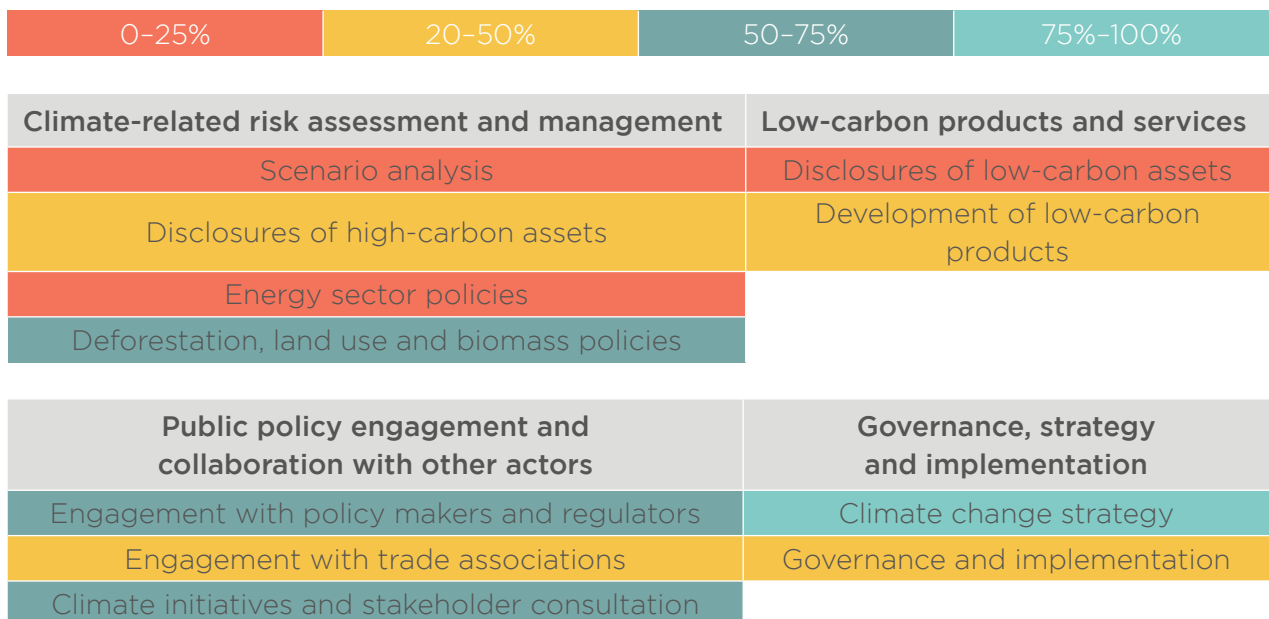 0–25%
20–50%
50–75%
75%–100%
Climate-related risk assessment and management
Low-carbon products and services
Scenario analysis
Disclosures of low-carbon assets
Disclosures of high-carbon assets
Development of low-carbon
products
Energy sector policies
Deforestation, land use and biomass policies
Public policy engagement and
collaboration with other actors
Governance, strategy
and implementation
Engagement with policy makers and regulators
Climate change strategy
Engagement with trade associations
Governance and implementation
Climate initiatives and stakeholder consultation